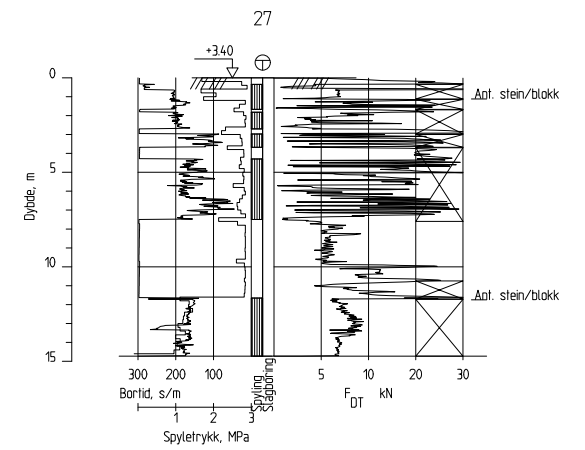 27
+3.40
0
Ant. stein/blokk
5
Dybde, m
10
Ant. stein/blokk
15
300 200 100
5 10 20 30
Bortid, s/m
Spyling
Slagboring
F DT kN
1 2 3
Spyletrykk, MPa